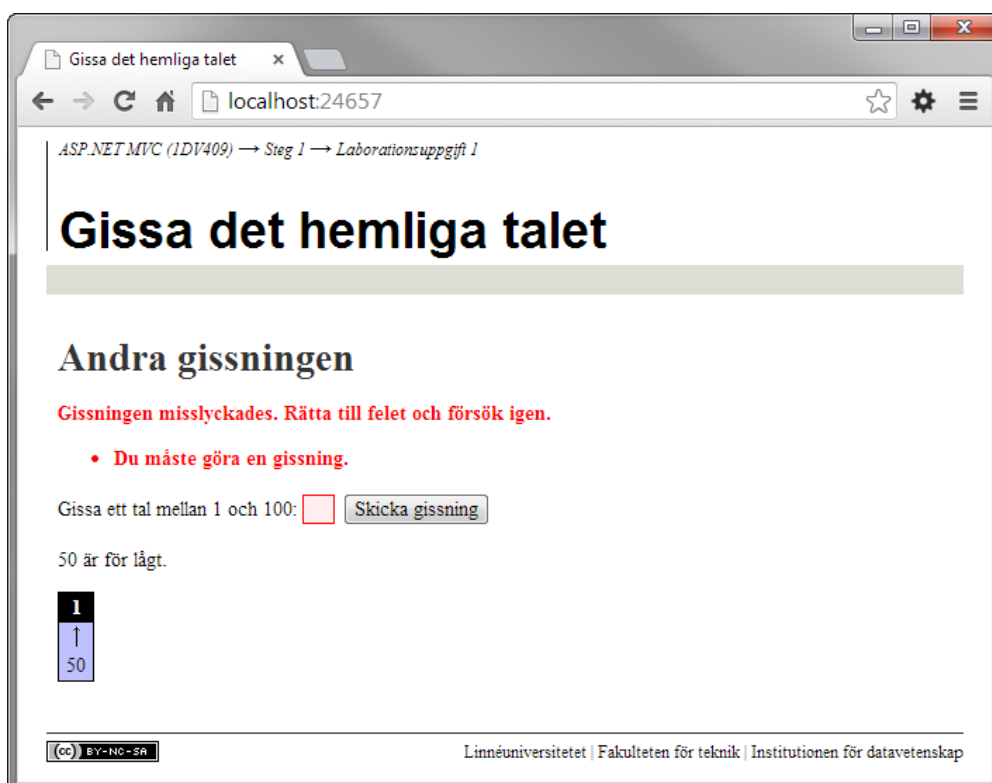 Gissa det hemliga talet
localhost:24657
ASP.NET MVC (1DV409) → Steg 1 → Laborationsuppgift 1
Gissa det hemliga talet
Andra gissningen
Gissningen misslyckades. Rätta till felet och försök igen.
• Du måste göra en gissning.
Gissa ett tal mellan 1 och 100: Skicka gissning
50 är för lågt.
1
↑
50
(cc) BY-NC-SA Linnéuniversitetet | Fakulteten för teknik | Institutionen för datavetenskap